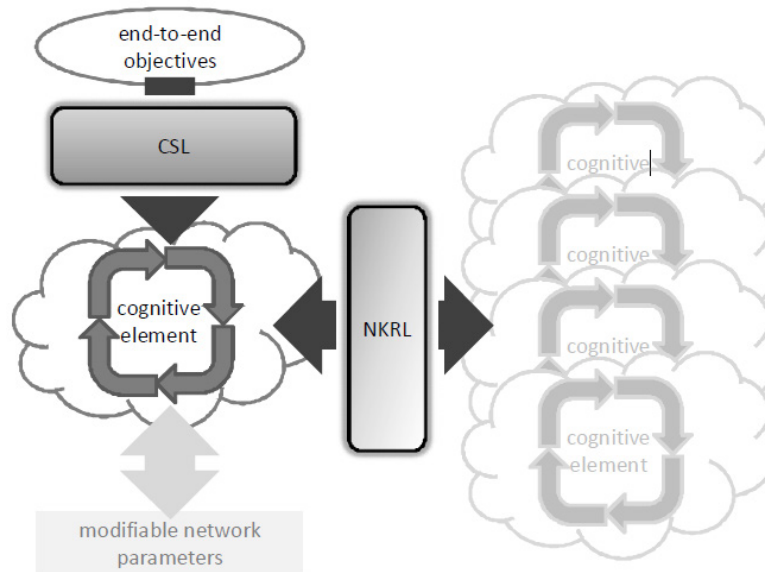 end-to-end
objectives
CSL
cognitive
element
NKRL
modifiable network
parameters
cognitive
cognitive
cognitive
cognitive
element